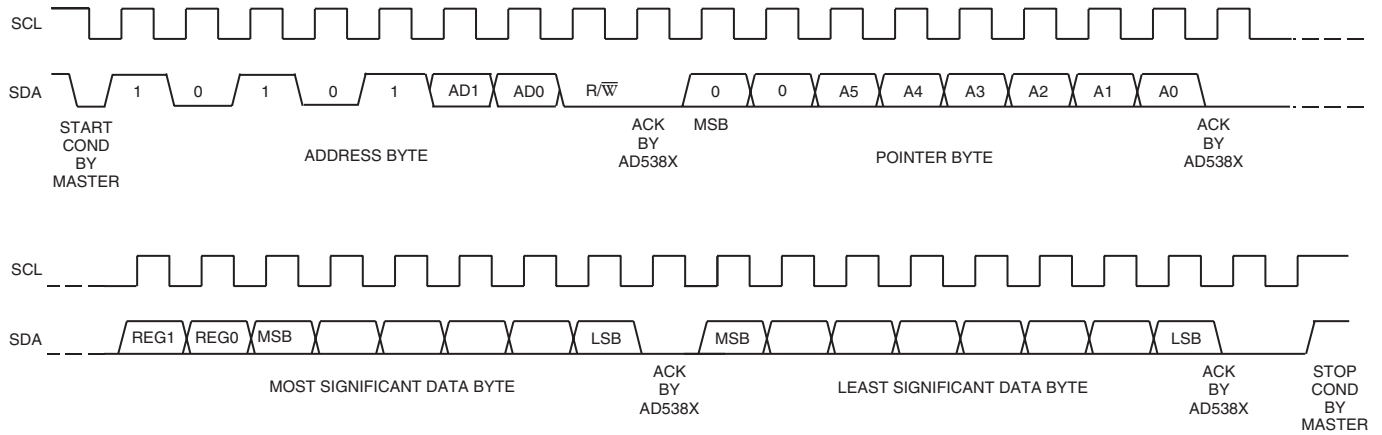 SCL
SDA
1 0 1 0 1 AD1 AD0 R/W̅ 0 0 A5 A4 A3 A2 A1 A0
START
COND
BY
MASTER
ADDRESS BYTE
ACK
BY
AD538X
MSB
POINTER BYTE
ACK
BY
AD538X
SCL
SDA
REG1 REG0 MSB LSB MSB LSB
MOST SIGNIFICANT DATA BYTE
ACK
BY
AD538X
LEAST SIGNIFICANT DATA BYTE
ACK
BY
AD538X
STOP
COND
BY
MASTER